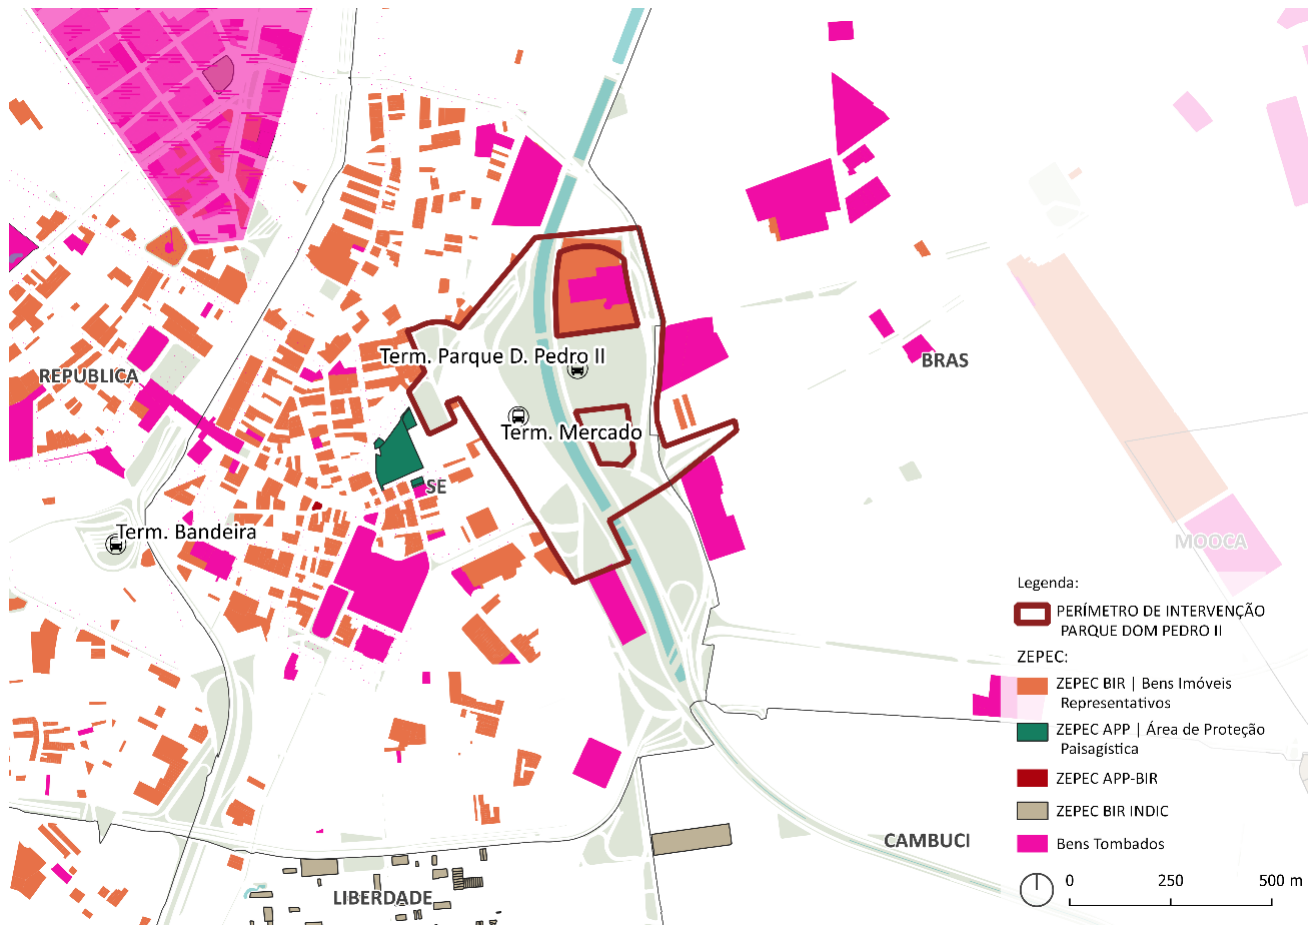 Term. Parque D. Pedro II
BRAS
REPUBLICA
Term. Mercado
SE
Term. Bandeira
MOOCA
Legenda:
PERÍMETRO DE INTERVENÇÃO
PARQUE DOM PEDRO II
ZEPEC:
ZEPEC BIR | Bens Imóveis
Representativos
ZEPEC APP | Área de Proteção
Paisagística
ZEPEC APP-BIR
ZEPEC BIR INDIC
Bens Tombados
CAMBUCI
LIBERDADE
0 250 500 m